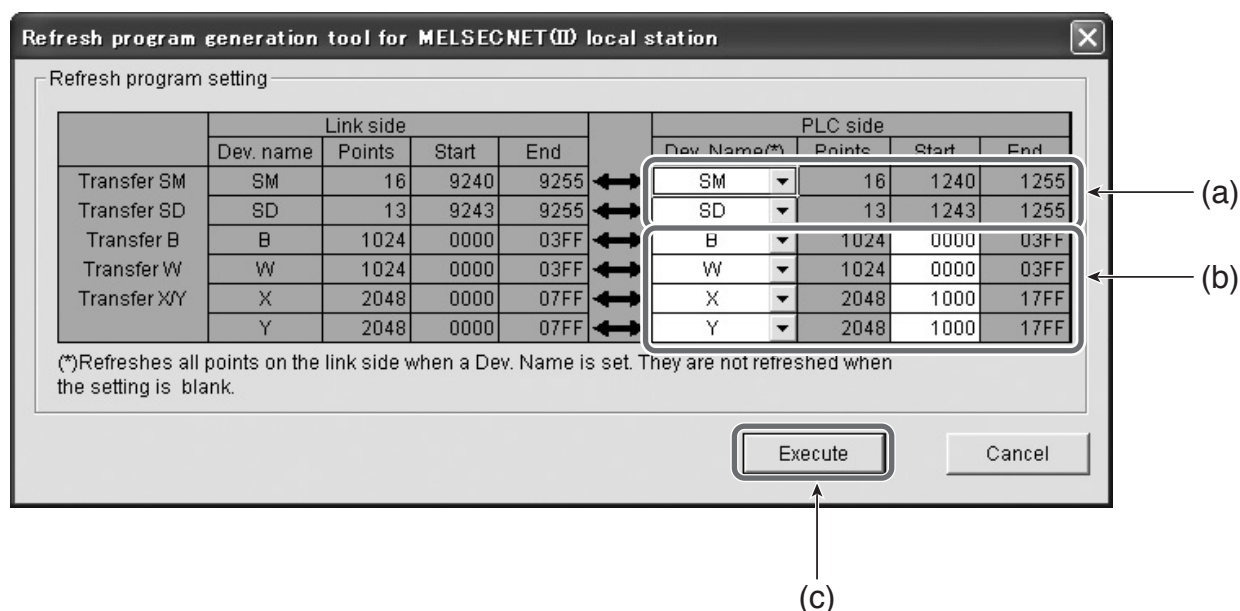 Refresh program generation tool for MELSECNET(II) local station
Refresh program setting
Link side PLC side
Dev. name Points Start End Dev. Name(*) Points Start End
Transfer SM SM 16 9240 9255 SM 16 1240 1255
(a)
Transfer SD SD 13 9243 9255 SD 13 1243 1255
Transfer B B 1024 0000 03FF B 1024 0000 03FF
Transfer W W 1024 0000 03FF W 1024 0000 03FF
(b)
Transfer X/Y X 2048 0000 07FF X 2048 1000 17FF
Y 2048 0000 07FF Y 2048 1000 17FF
(*)Refreshes all points on the link side when a Dev. Name is set. They are not refreshed when
the setting is blank.
Execute Cancel
(c)